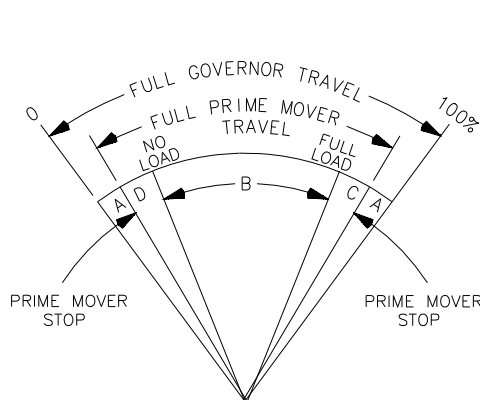 0
FULL GOVERNOR TRAVEL
100%
FULL PRIME MOVER
TRAVEL
NO
LOAD
FULL
LOAD
A
D
B
C
A
PRIME MOVER
STOP
PRIME MOVER
STOP